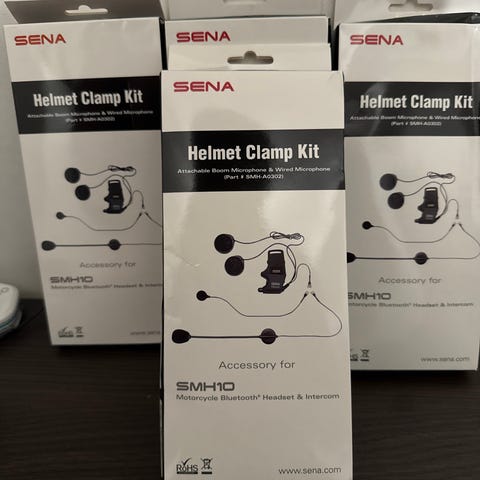 SENA
Helmet Clamp Kit
Attachable Boom Microphone & Wired Microphone
(Part # SMH-A0302)
Accessory for
SMH10
Motorcycle Bluetooth® Headset & Intercom
RoHS
www.sena.com
SENA
Helmet Clamp Kit
Attachable Boom Microphone & Wired Microphone
(Part # SMH-A0302)
Accessory for
SMH10
Motorcycle Bluetooth® Headset & Intercom
www.sena
SENA
SENA
Helmet Clamp Kit
Attachable Boom Microphone & Wired Microphone
(Part # SMH-A0302)
Accessory for
SMH10
Motorcycle Bluetooth® Headset & Intercom
www.sena.com